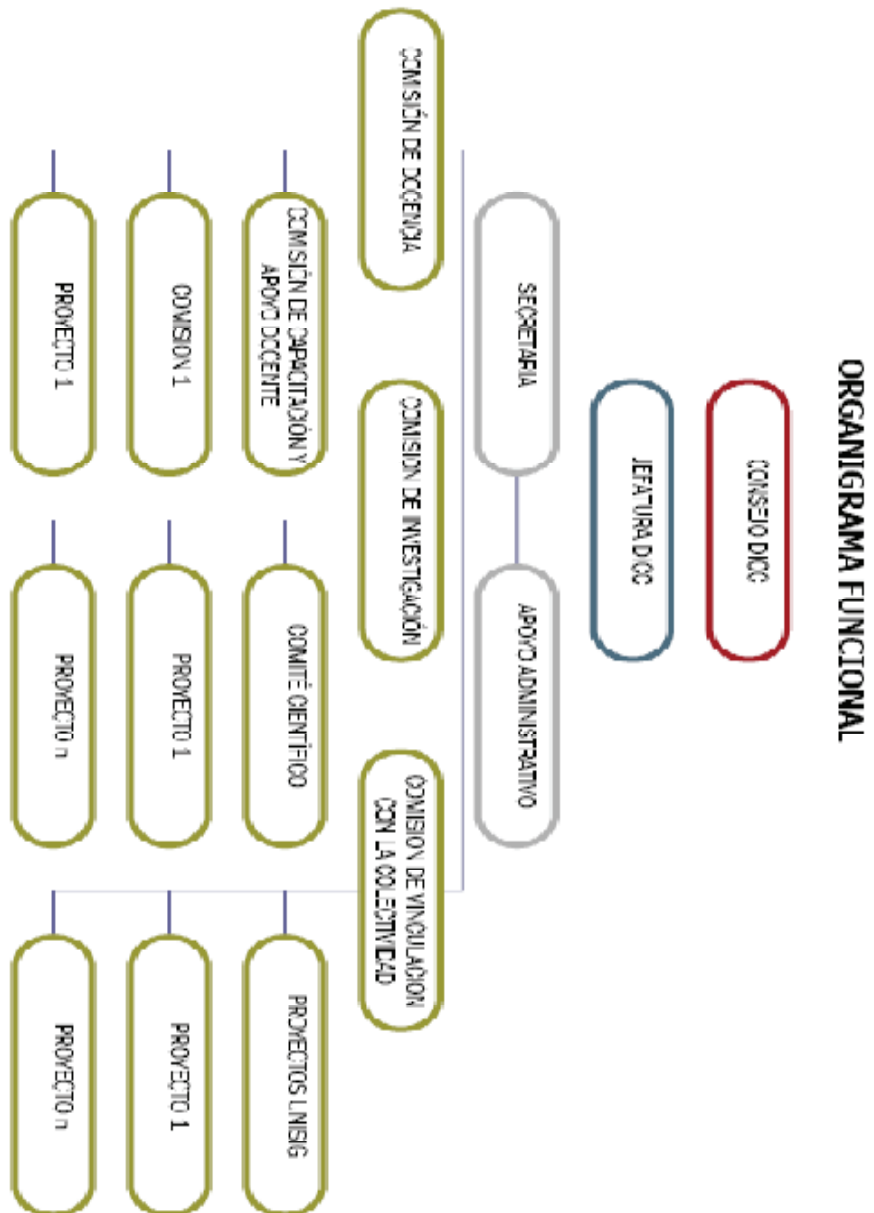 ORGANIGRAMA FUNCIONAL
CONSEJO DICC
JEFATURA DICC
SECRETARIA
APOYO ADMINISTRATIVO
COMISIÓN DE DOCENCIA
COMISION DE INVESTIGACIÓN
COMISION DE VINCULACION
CON LA COLECTIVIDAD
COMISIÓN DE CAPACITACIÓN Y
APOYO DOCENTE
COMITÉ CIENTÍFICO
PROYECTOS
COMISION 1
PROYECTO 1
PROYECTO 1
PROYECTO 1
PROYECTO n
PROYECTO n